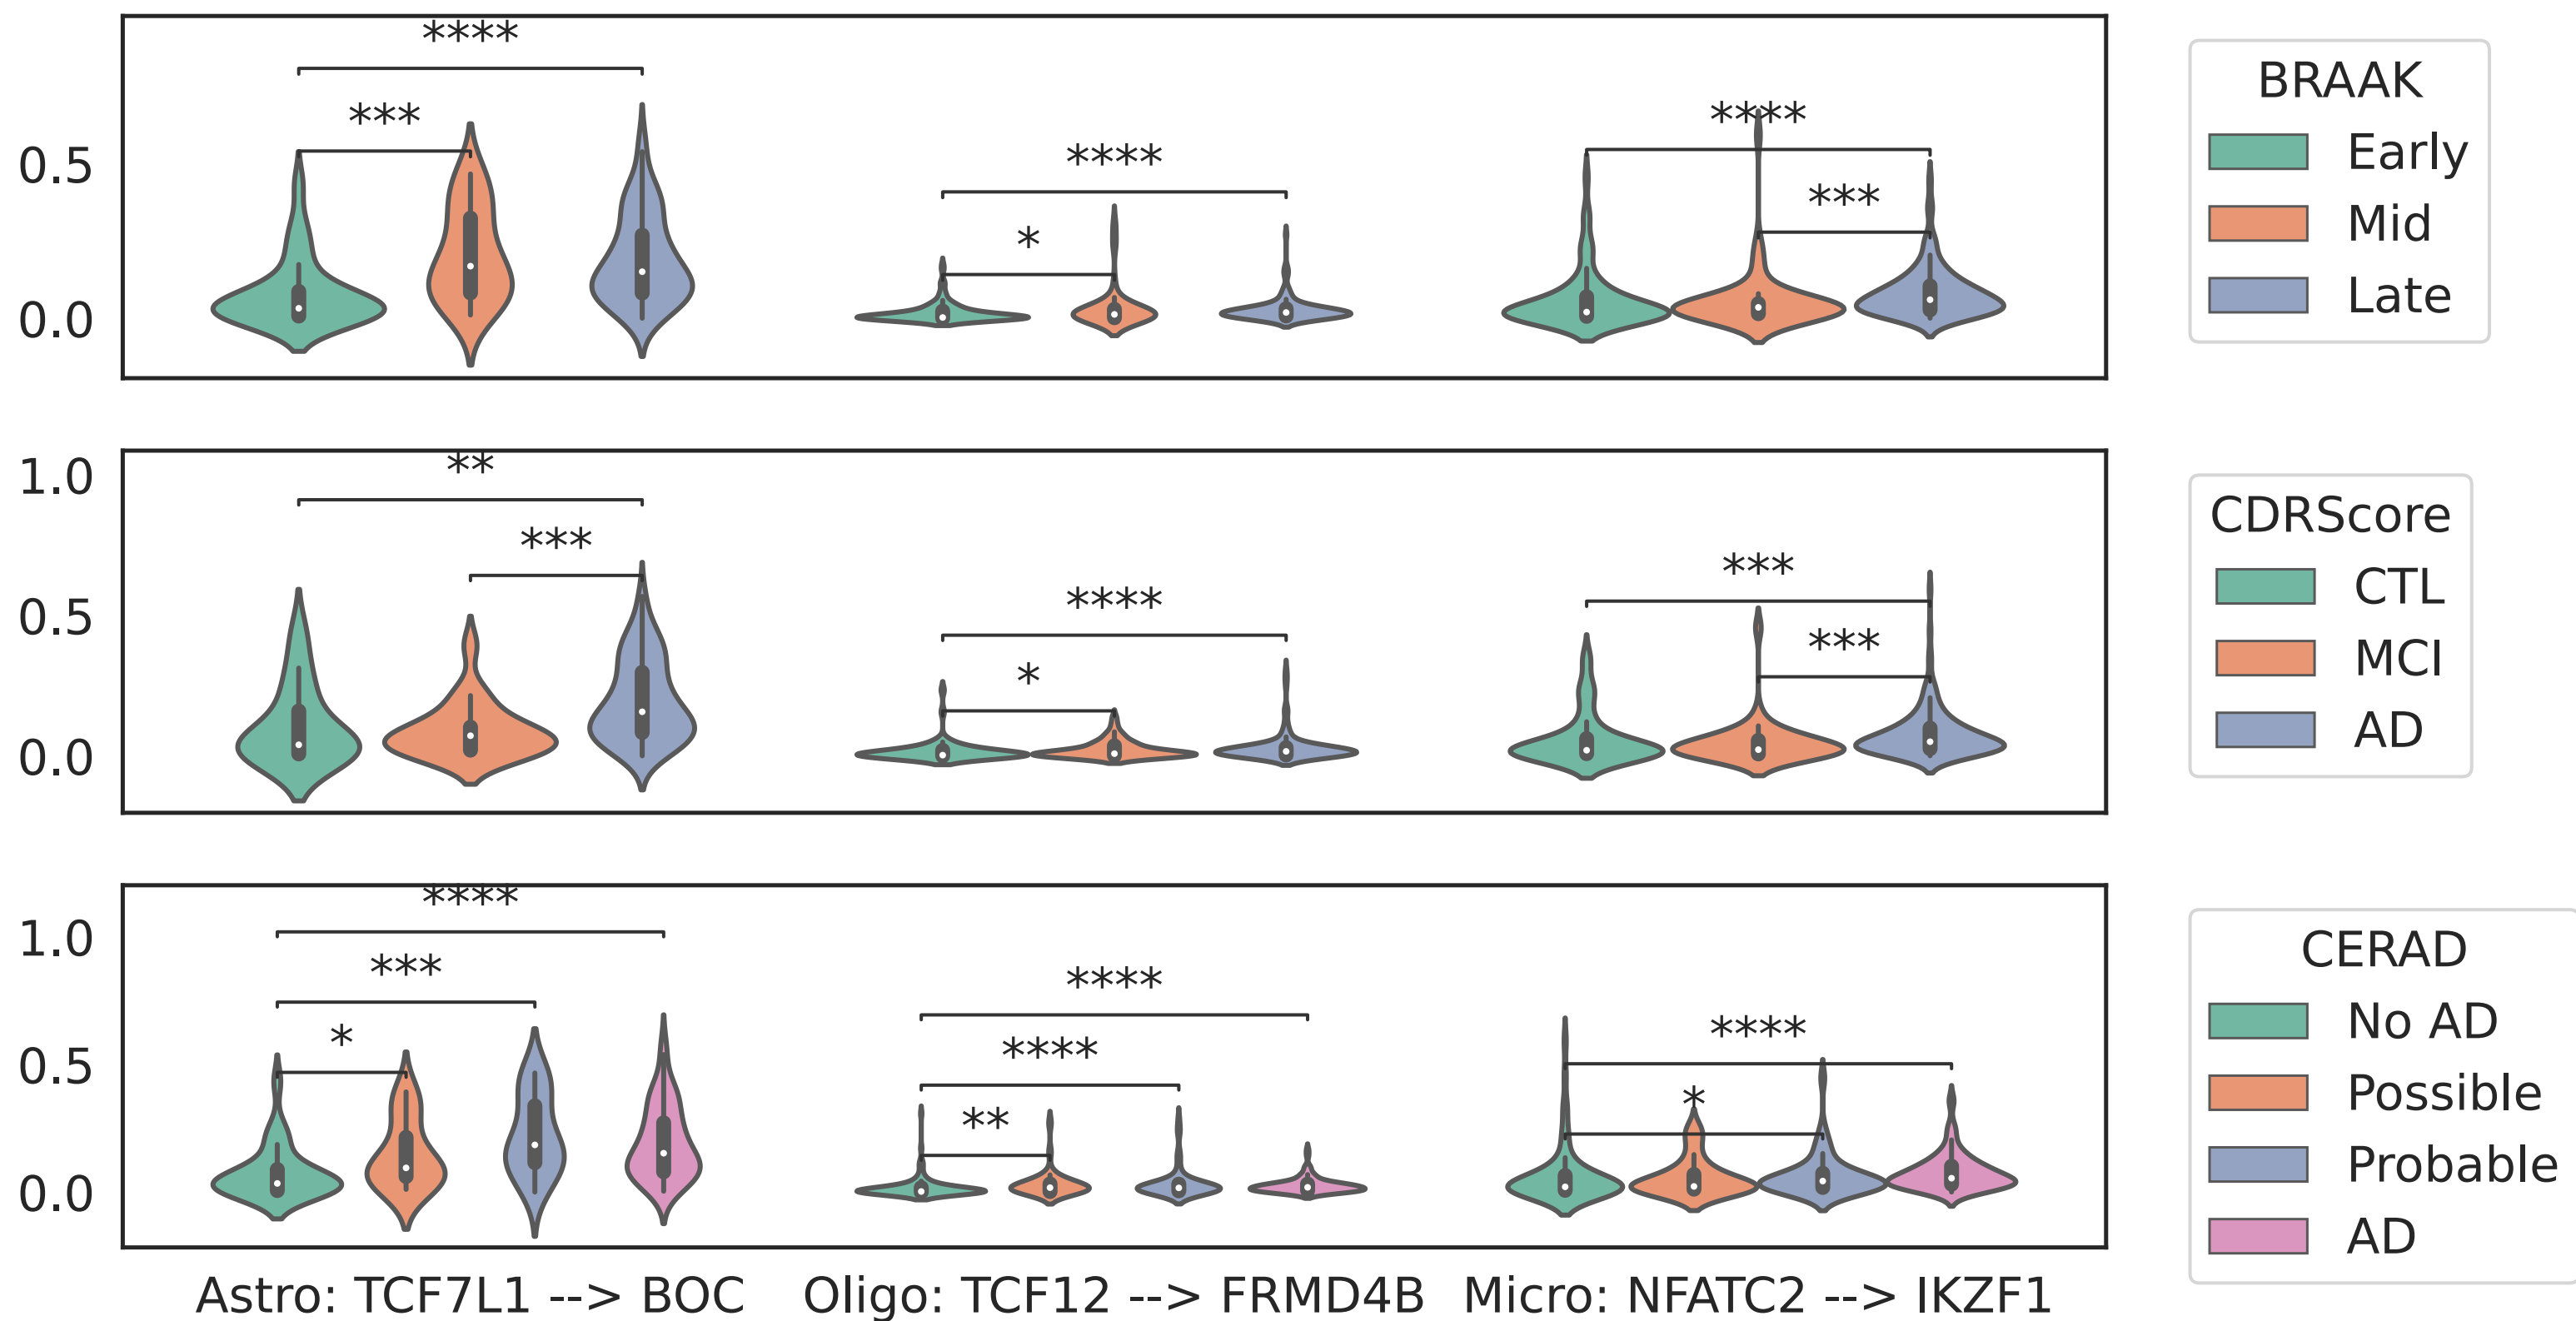 ****
***
0.5
0.0
****
*
****
***
BRAAK
Early
Mid
Late
**
***
1.0
0.5
0.0
****
*
***
***
CDRScore
CTL
MCI
AD
****
***
*
1.0
0.5
0.0
****
****
**
****
*
CERAD
No AD
Possible
Probable
AD
Astro: TCF7L1 --> BOC
Oligo: TCF12 --> FRMD4B
Micro: NFATC2 --> IKZF1